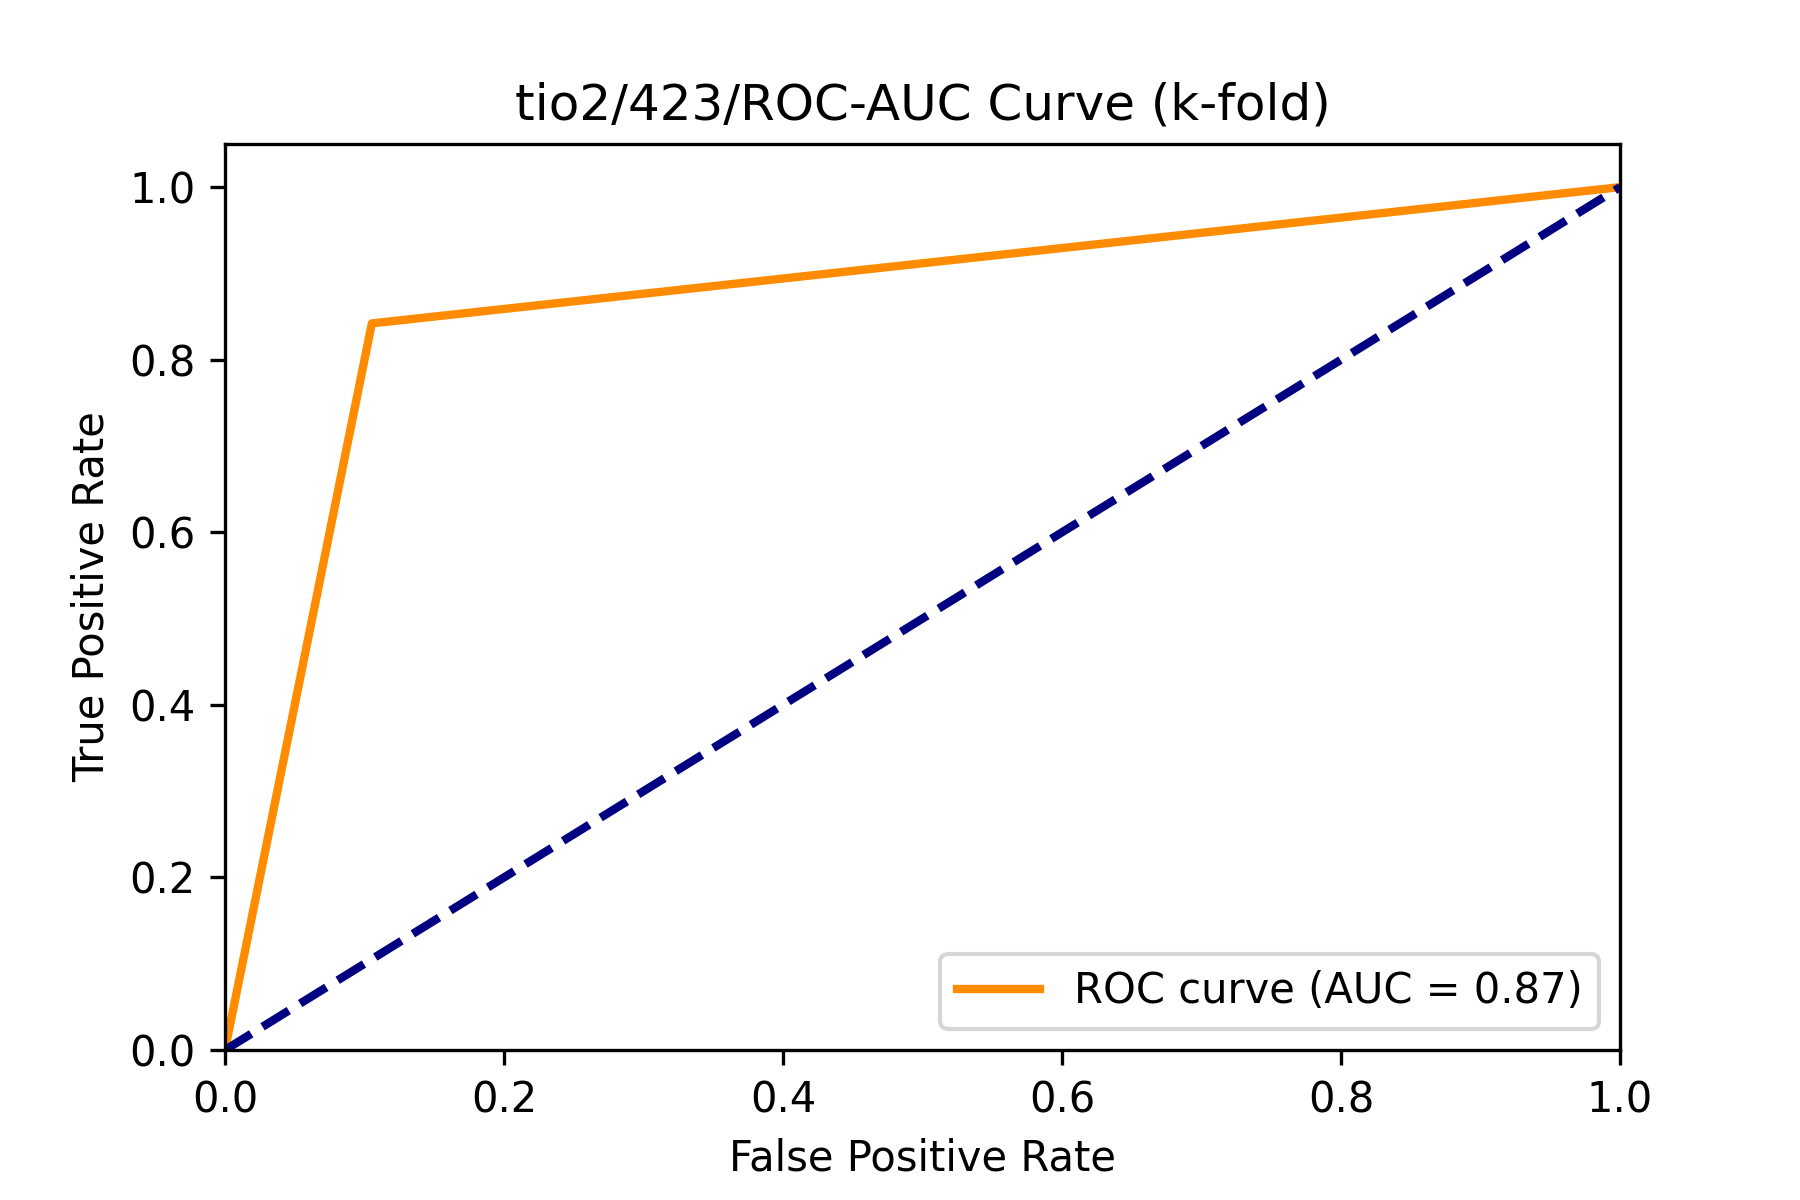 tio2/423/ROC-AUC Curve (k-fold)
1.0
0.8
0.6
0.4
0.2
0.0
True Positive Rate
ROC curve (AUC = 0.87)
0.0 0.2 0.4 0.6 0.8 1.0
False Positive Rate